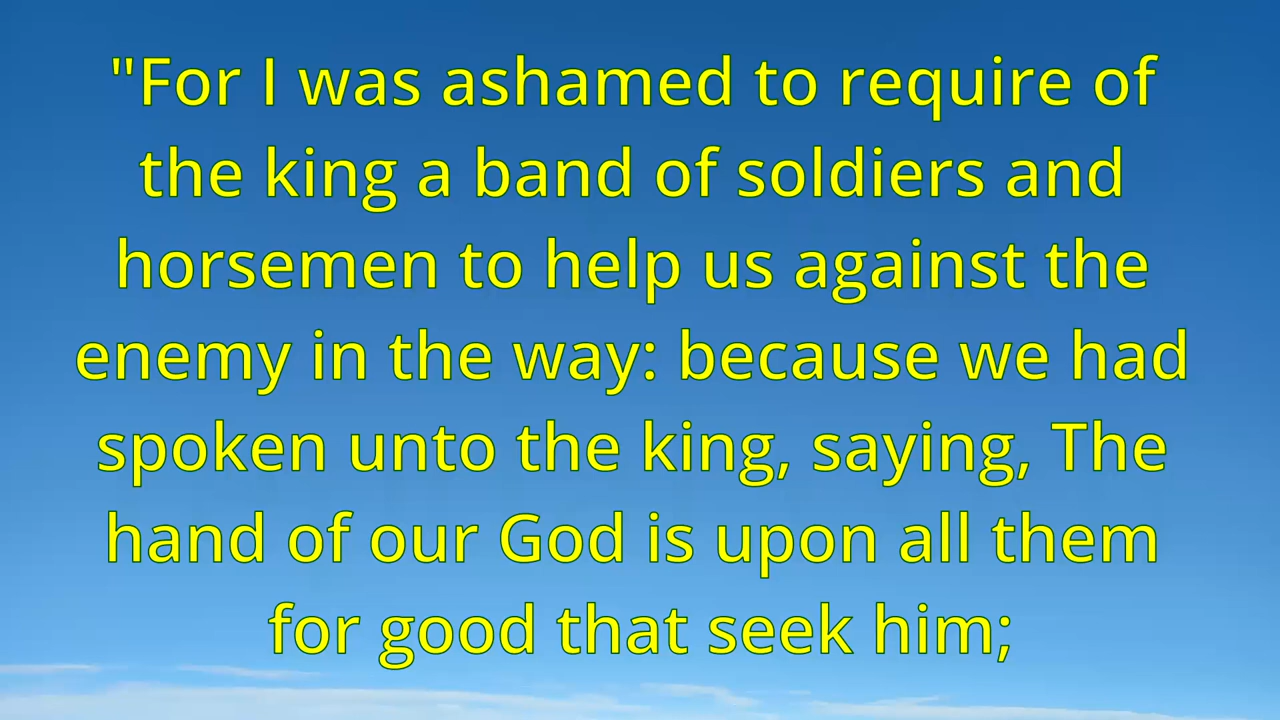 "For I was ashamed to require of
the king a band of soldiers and
horsemen to help us against the
enemy in the way: because we had
spoken unto the king, saying, The
hand of our God is upon all them
for good that seek him;